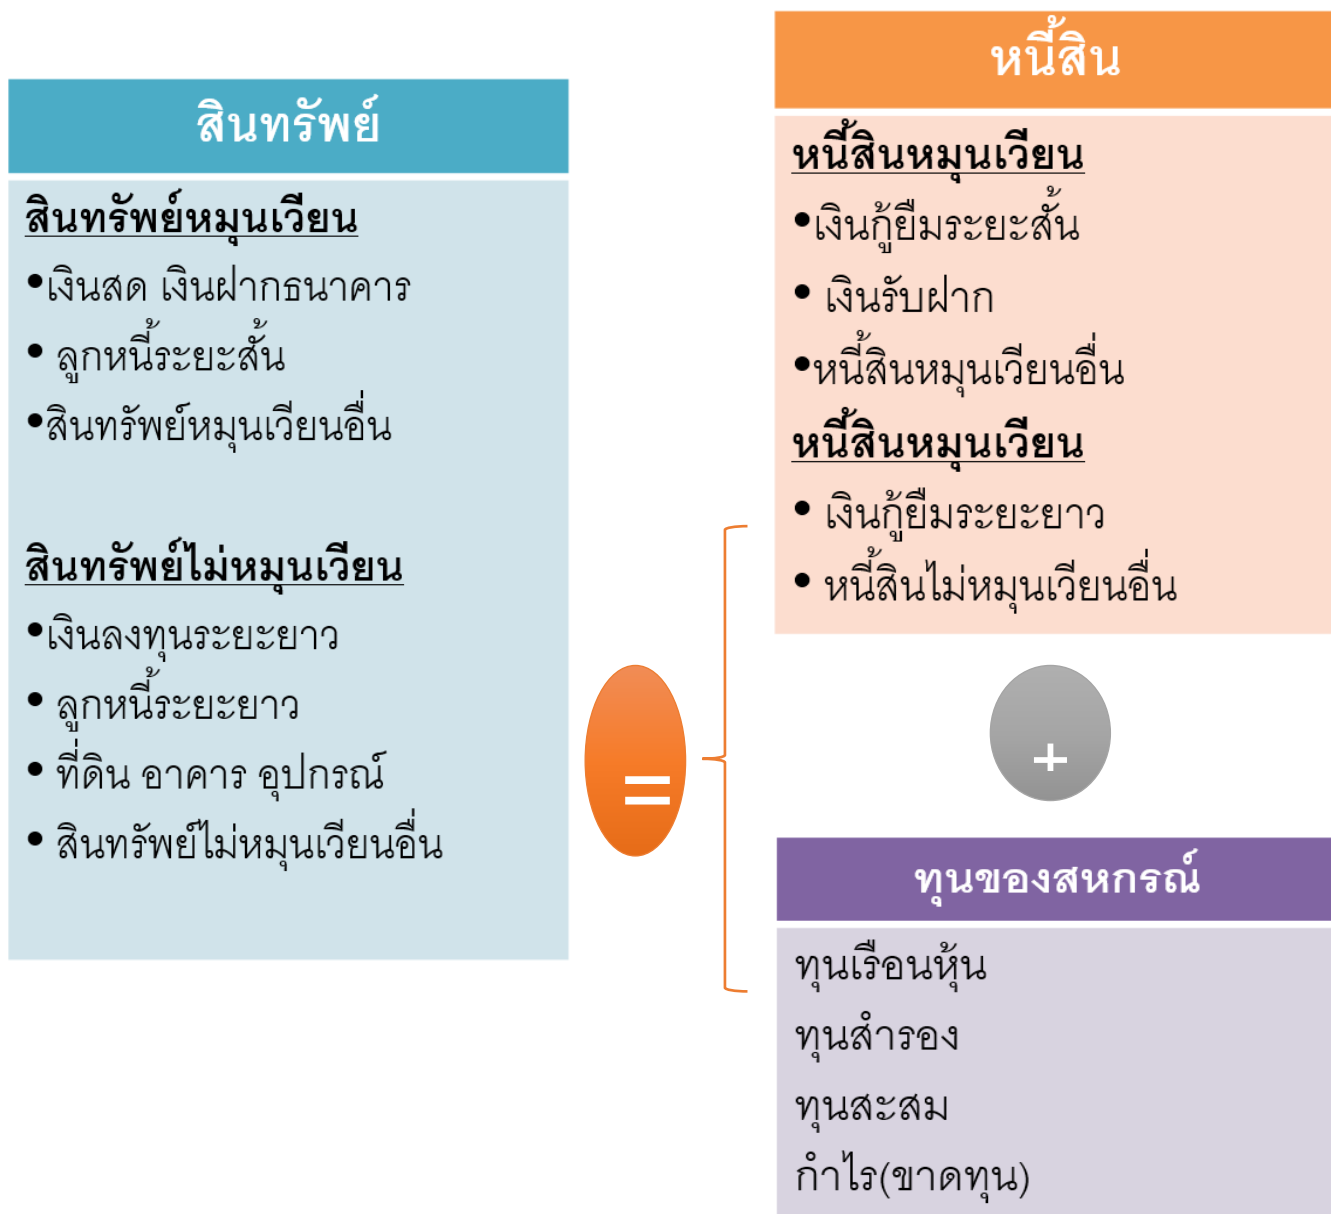 สินทรัพย์
สินทรัพย์หมุนเวียน
•เงินสด เงินฝากธนาคาร
• ลูกหนี้ระยะสั้น
•สินทรัพย์หมุนเวียนอื่น
สินทรัพย์ไม่หมุนเวียน
•เงินลงทุนระยะยาว
• ลูกหนี้ระยะยาว
• ที่ดิน อาคาร อุปกรณ์
• สินทรัพย์ไม่หมุนเวียนอื่น
=
หนี้สิน
หนี้สินหมุนเวียน
•เงินกู้ยืมระยะสั้น
• เงินรับฝาก
•หนี้สินหมุนเวียนอื่น
หนี้สินหมุนเวียน
• เงินกู้ยืมระยะยาว
• หนี้สินไม่หมุนเวียนอื่น
+
ทุนของสหกรณ์
ทุนเรือนหุ้น
ทุนสำรอง
ทุนสะสม
กำไร(ขาดทุน)